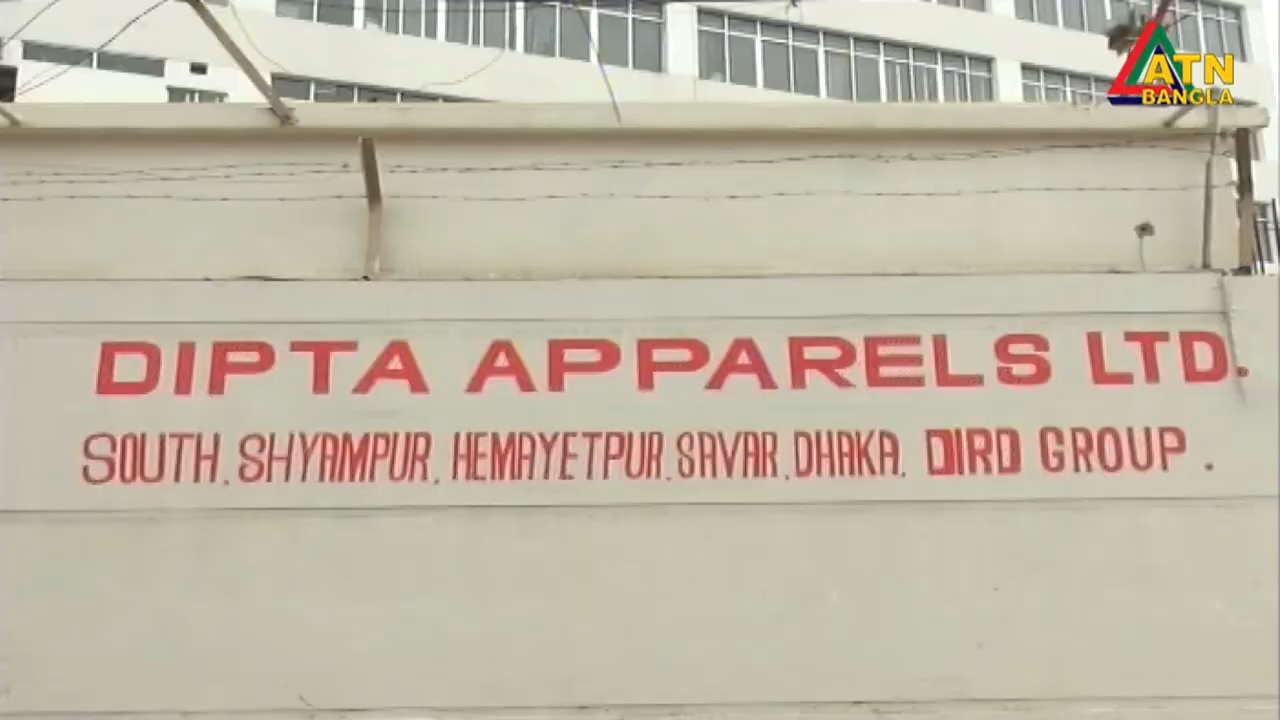 ATN
BANGLA
DIPTA APPARELS LTD.
SOUTH, SHYAMPUR, HEMAYETPUR, SAVAR, DHAKA. DIRD GROUP.